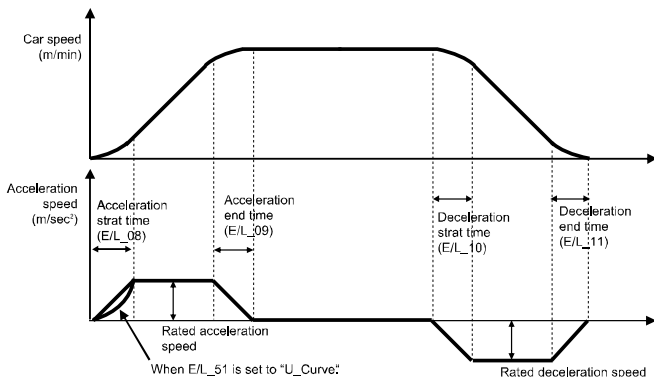 Car speed
(m/min)
Acceleration
speed
(m/sec²)
Acceleration
strat time
(E/L_08)
Acceleration
end time
(E/L_09)
Deceleration
strat time
(E/L_10)
Deceleration
end time
(E/L_11)
Rated acceleration
speed
When E/L_51 is set to “U_Curve.”
Rated deceleration speed